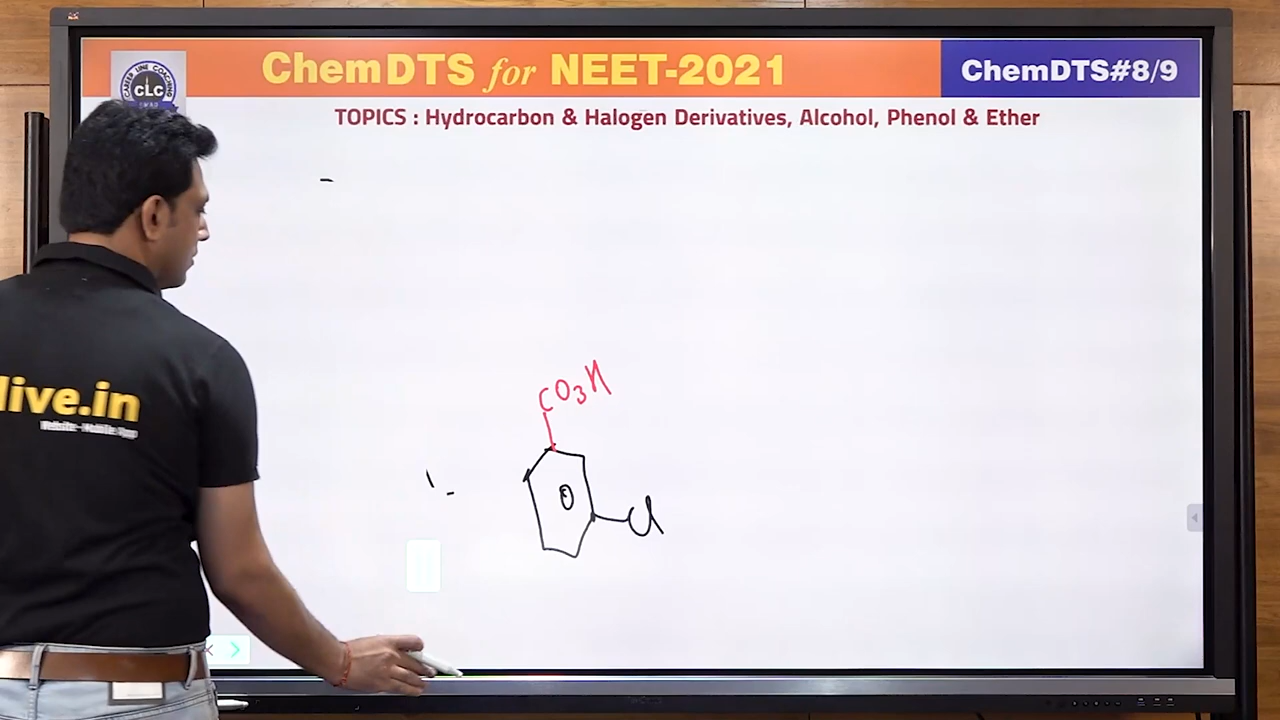 ChemDTS for NEET-2021
ChemDTS#8/9
CLC
TOPICS : Hydrocarbon & Halogen Derivatives, Alcohol, Phenol & Ether
CO3H
Cl
live.in